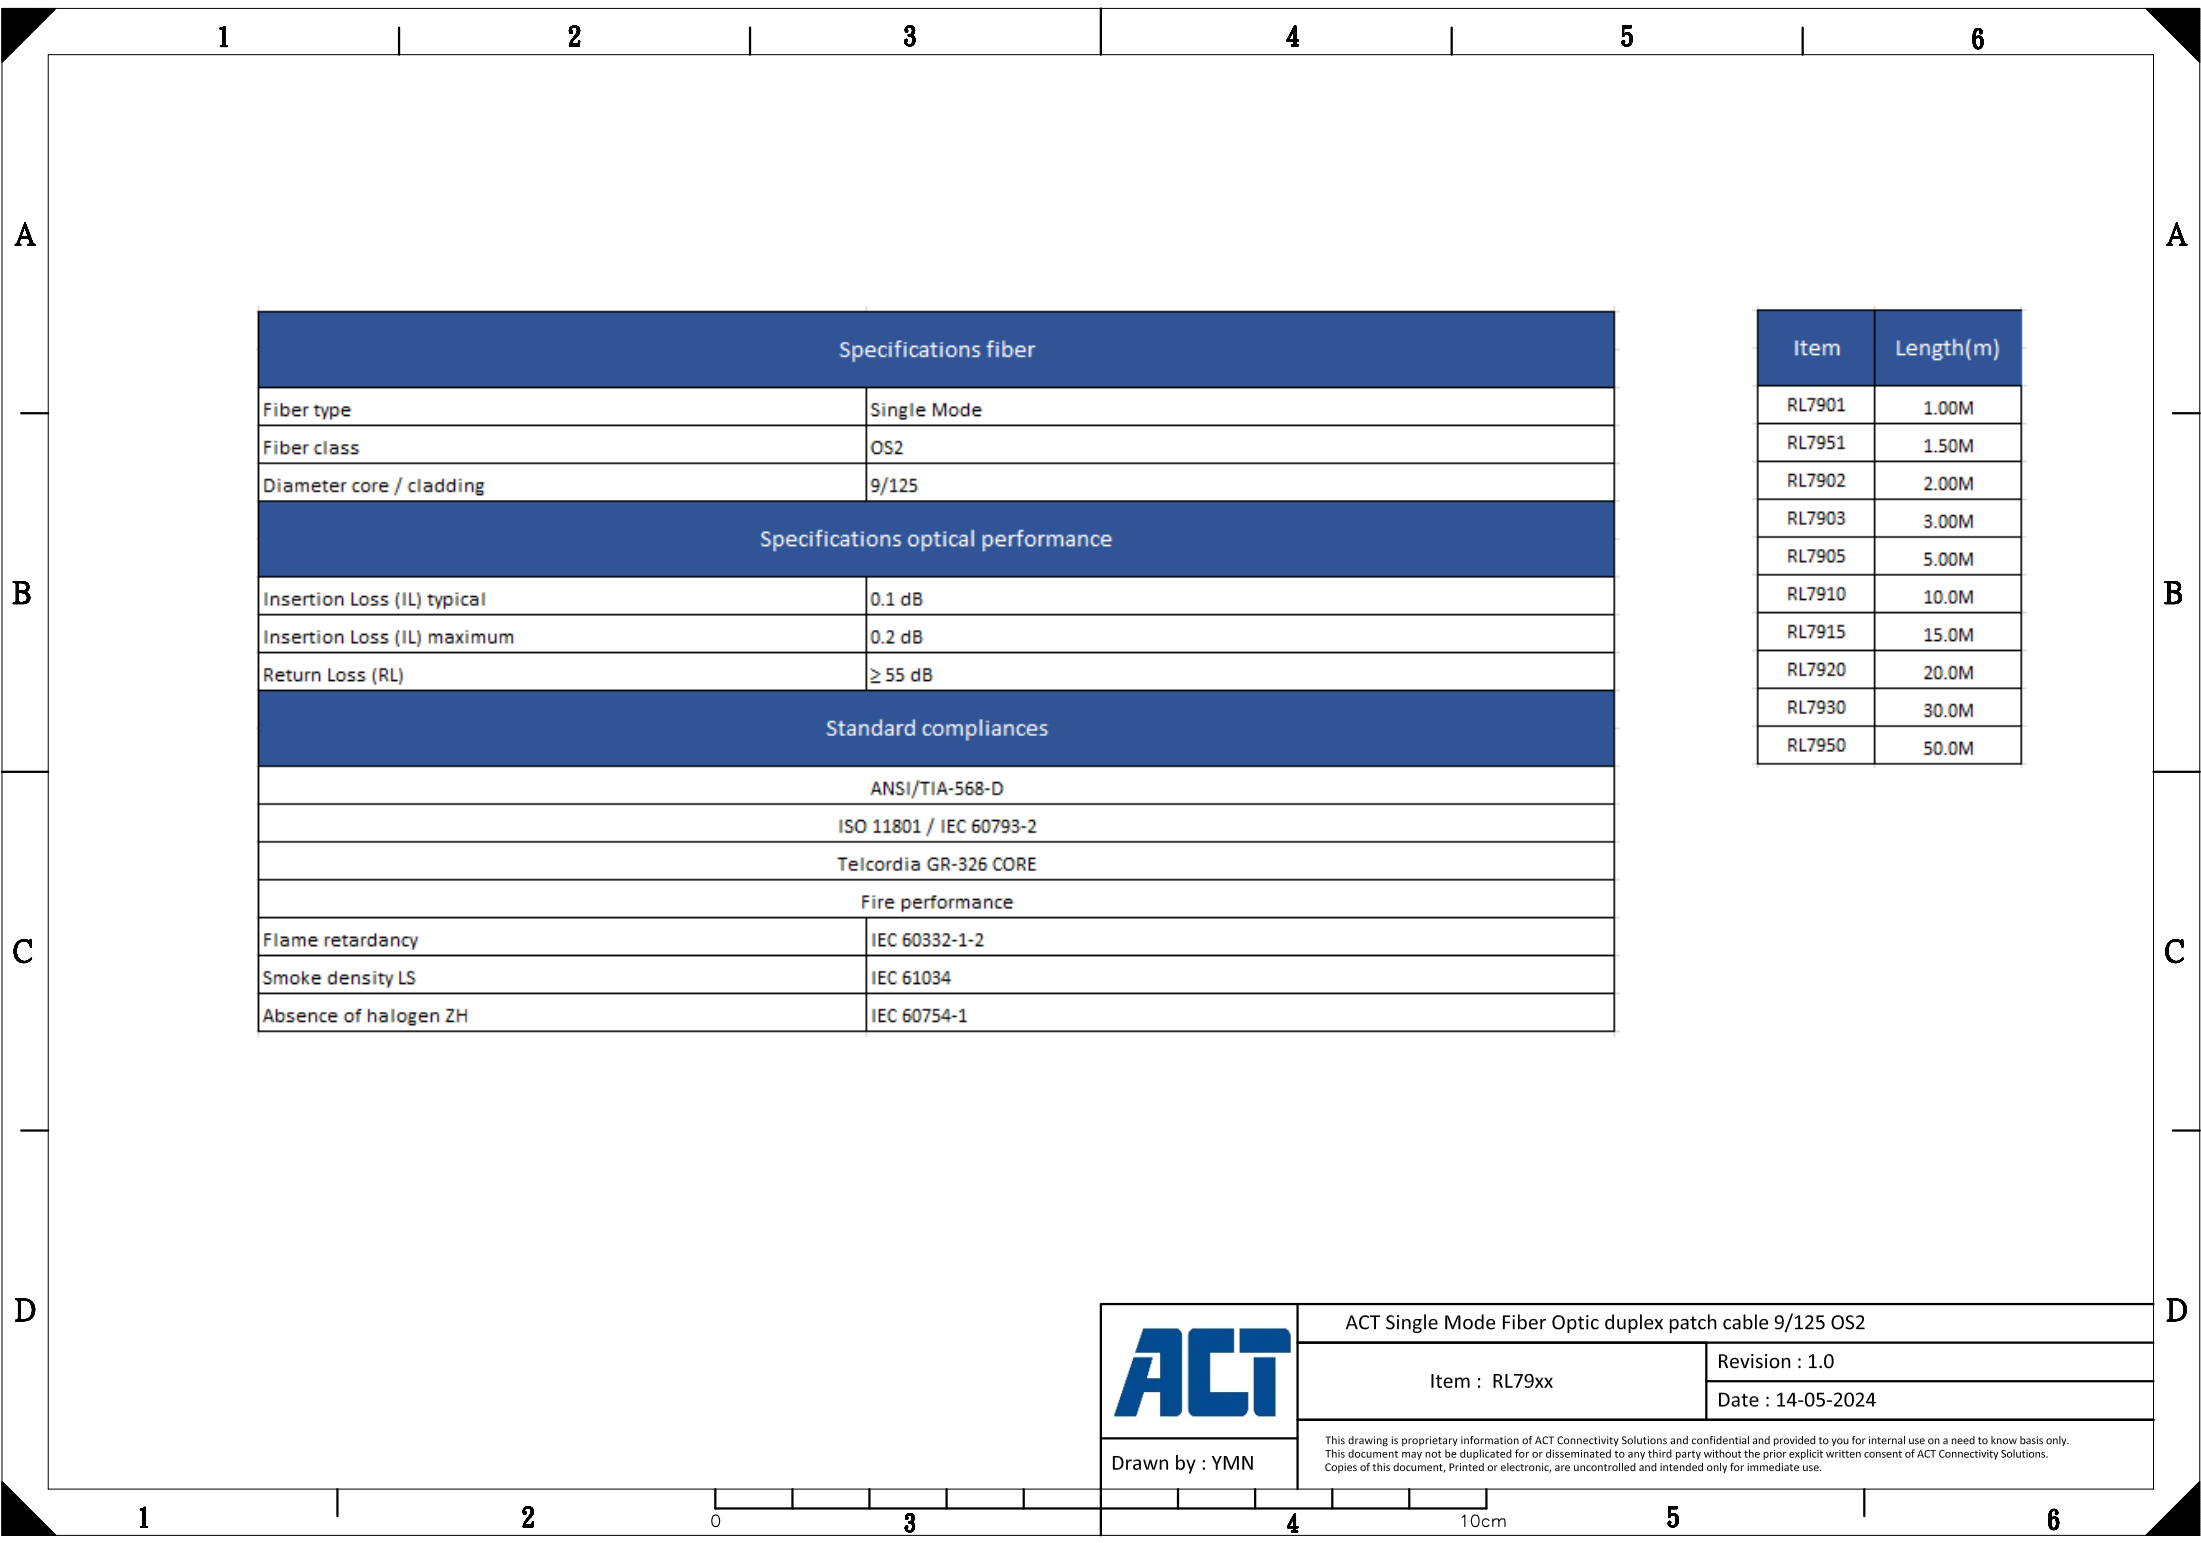 1 2 3 4 5 6
A A
Specifications fiber
Fiber type Single Mode
Fiber class OS2
Diameter core / cladding 9/125
Specifications optical performance
Insertion Loss (IL) typical 0.1 dB
Insertion Loss (IL) maximum 0.2 dB
Return Loss (RL) ≥ 55 dB
Standard compliances
ANSI/TIA-568-D
ISO 11801 / IEC 60793-2
Telcordia GR-326 CORE
Fire performance
Flame retardancy IEC 60332-1-2
Smoke density LS IEC 61034
Absence of halogen ZH IEC 60754-1
Item Length(m)
RL7901 1.00M
RL7951 1.50M
RL7902 2.00M
RL7903 3.00M
RL7905 5.00M
RL7910 10.0M
RL7915 15.0M
RL7920 20.0M
RL7930 30.0M
RL7950 50.0M
B B
C C
D D
ACT
Drawn by : YMN
ACT Single Mode Fiber Optic duplex patch cable 9/125 OS2
Item : RL79xx
Revision : 1.0
Date : 14-05-2024
This drawing is proprietary information of ACT Connectivity Solutions and confidential and provided to you for internal use on a need to know basis only.
This document may not be duplicated for or disseminated to any third party without the prior explicit written consent of ACT Connectivity Solutions.
Copies of this document, Printed or electronic, are uncontrolled and intended only for immediate use.
0 10cm
1 2 3 4 5 6